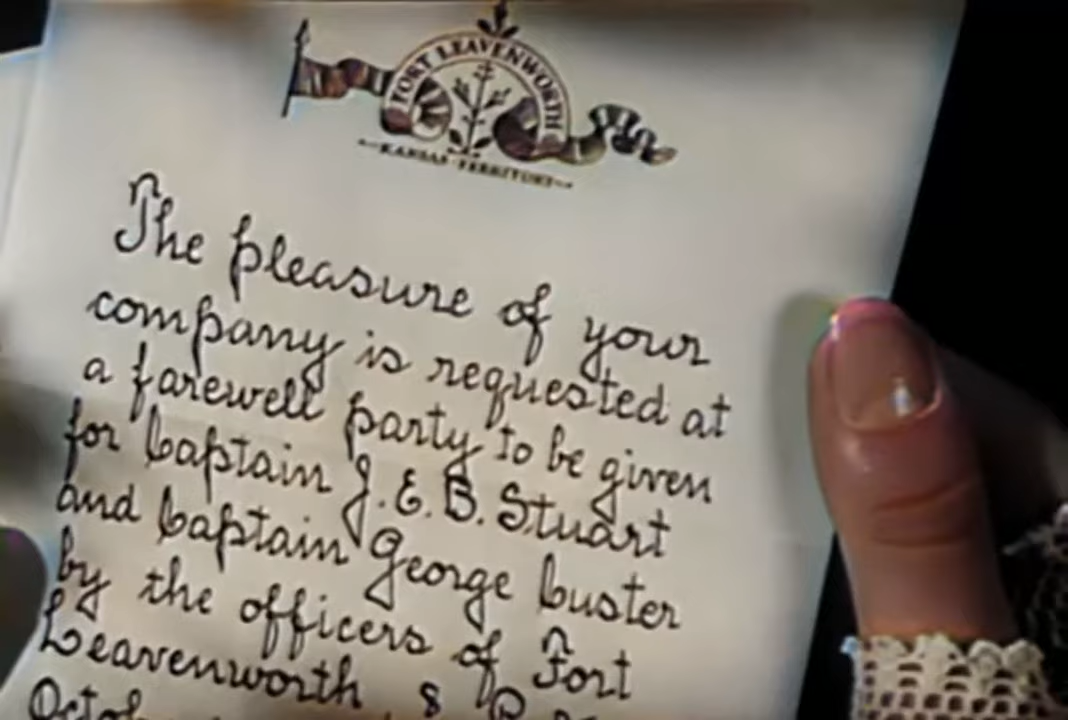 FORT LEAVENWORTH
KANSAS TERRITORY
The pleasure of your
company is requested at
a farewell party to be given
for Captain J.E.B. Stuart
and Captain George Custer
by the officers of Fort
Leavenworth, 8